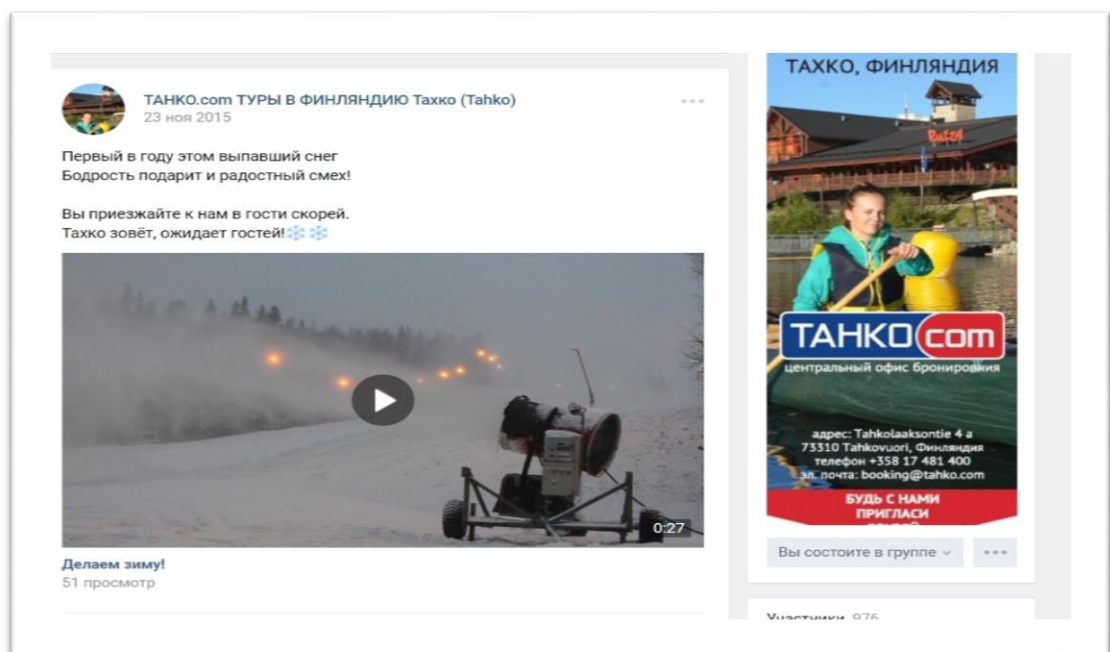 TAHKO.com ТУРЫ В ФИНЛЯНДИЮ Тахко (Tahko)
23 ноя 2015
Первый в году этом выпавший снег
Бодрость подарит и радостный смех!
Вы приезжайте к нам в гости скорей.
Тахко зовёт, ожидает гостей!❄❄
0:27
Делаем зиму!
51 просмотр
ТАХКО, ФИНЛЯНДИЯ
Ruka
TAHKO com
центральный офис бронировния
адрес: Tahkolaaksontie 4 a
73310 Tahkovuori, Финляндия
телефон +358 17 481 400
эл. почта: booking@tahko.com
БУДЬ С НАМИ
ПРИГЛАСИ
Вы состоите в группе
Участники 976